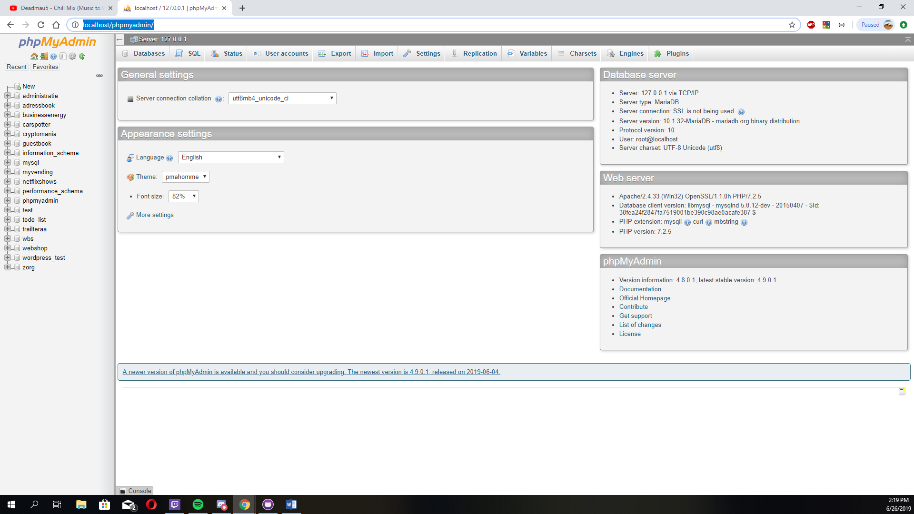 Deadmau5 - Chill Mix (Music to
localhost / 127.0.0.1 | phpMyAdm
localhost/phpmyadmin/
Paused
phpMyAdmin
Recent Favorites
New
administratie
adressbook
businessenergy
carspotter
cryptomania
guestbook
information_schema
mysql
myvending
netflixshows
performance_schema
phpmyadmin
test
todo_list
trailteras
wbs
webshop
wordpress_test
zorg
Server: 127.0.0.1
Databases SQL Status User accounts Export Import Settings Replication Variables Charsets Engines Plugins
General settings
Server connection collation : utf8mb4_unicode_ci
Appearance settings
Language English
Theme: pmahomme
Font size: 82%
More settings
Database server
Server: 127.0.0.1 via TCP/IP
Server type: MariaDB
Server connection: SSL is not being used
Server version: 10.1.32-MariaDB - mariadb.org binary distribution
Protocol version: 10
User: root@localhost
Server charset: UTF-8 Unicode (utf8)
Web server
Apache/2.4.33 (Win32) OpenSSL/1.1.0h PHP/7.2.5
Database client version: libmysql - mysqlnd 5.0.12-dev - 20150407 - $Id:
PHP extension: mysqli curl mbstring
PHP version: 7.2.5
phpMyAdmin
Version information: 4.8.0.1, latest stable version: 4.9.0.1
Documentation
Official Homepage
Contribute
Get support
List of changes
License
A newer version of phpMyAdmin is available and you should consider upgrading. The newest version is 4.9.0.1, released on 2019-06-04.
Console
2:19 PM
6/26/2019